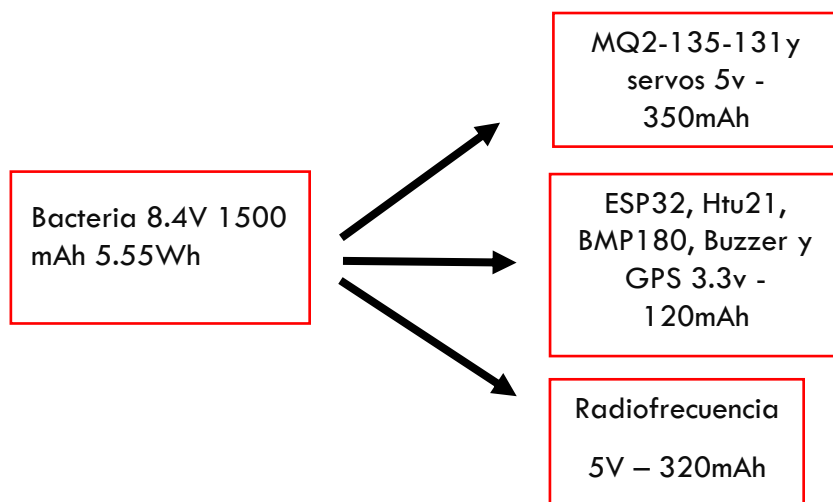 Bacteria 8.4V 1500
mAh 5.55Wh
MQ2-135-131y
servos 5v -
350mAh
ESP32, Htu21,
BMP180, Buzzer y
GPS 3.3v -
120mAh
Radiofrecuencia
5V – 320mAh